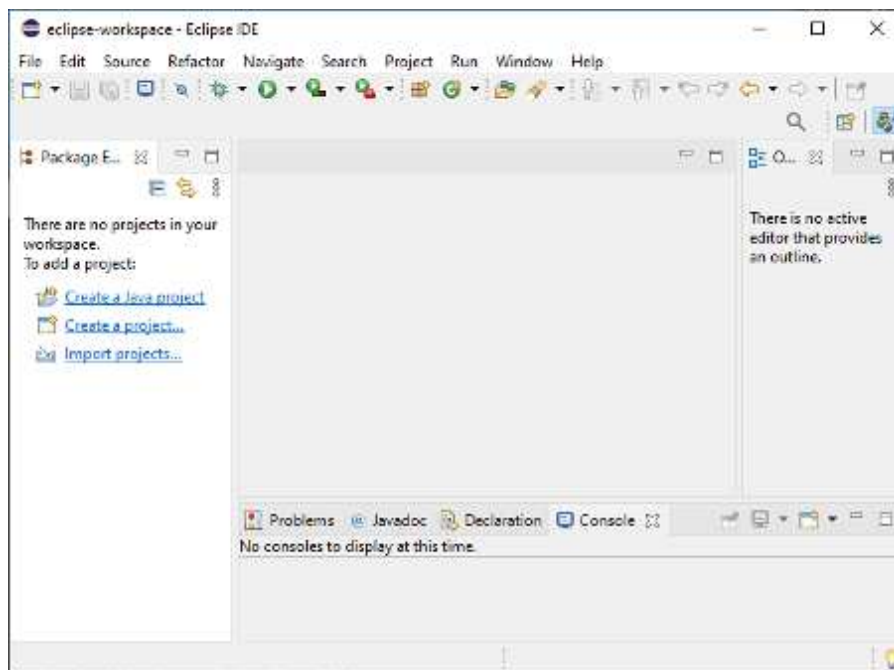 eclipse-workspace - Eclipse IDE
File Edit Source Refactor Navigate Search Project Run Window Help
Package E...
There are no projects in your
workspace.
To add a project:
Create a Java project
Create a project...
Import projects...
O...
There is no active
editor that provides
an outline.
Problems Javadoc Declaration Console
No consoles to display at this time.